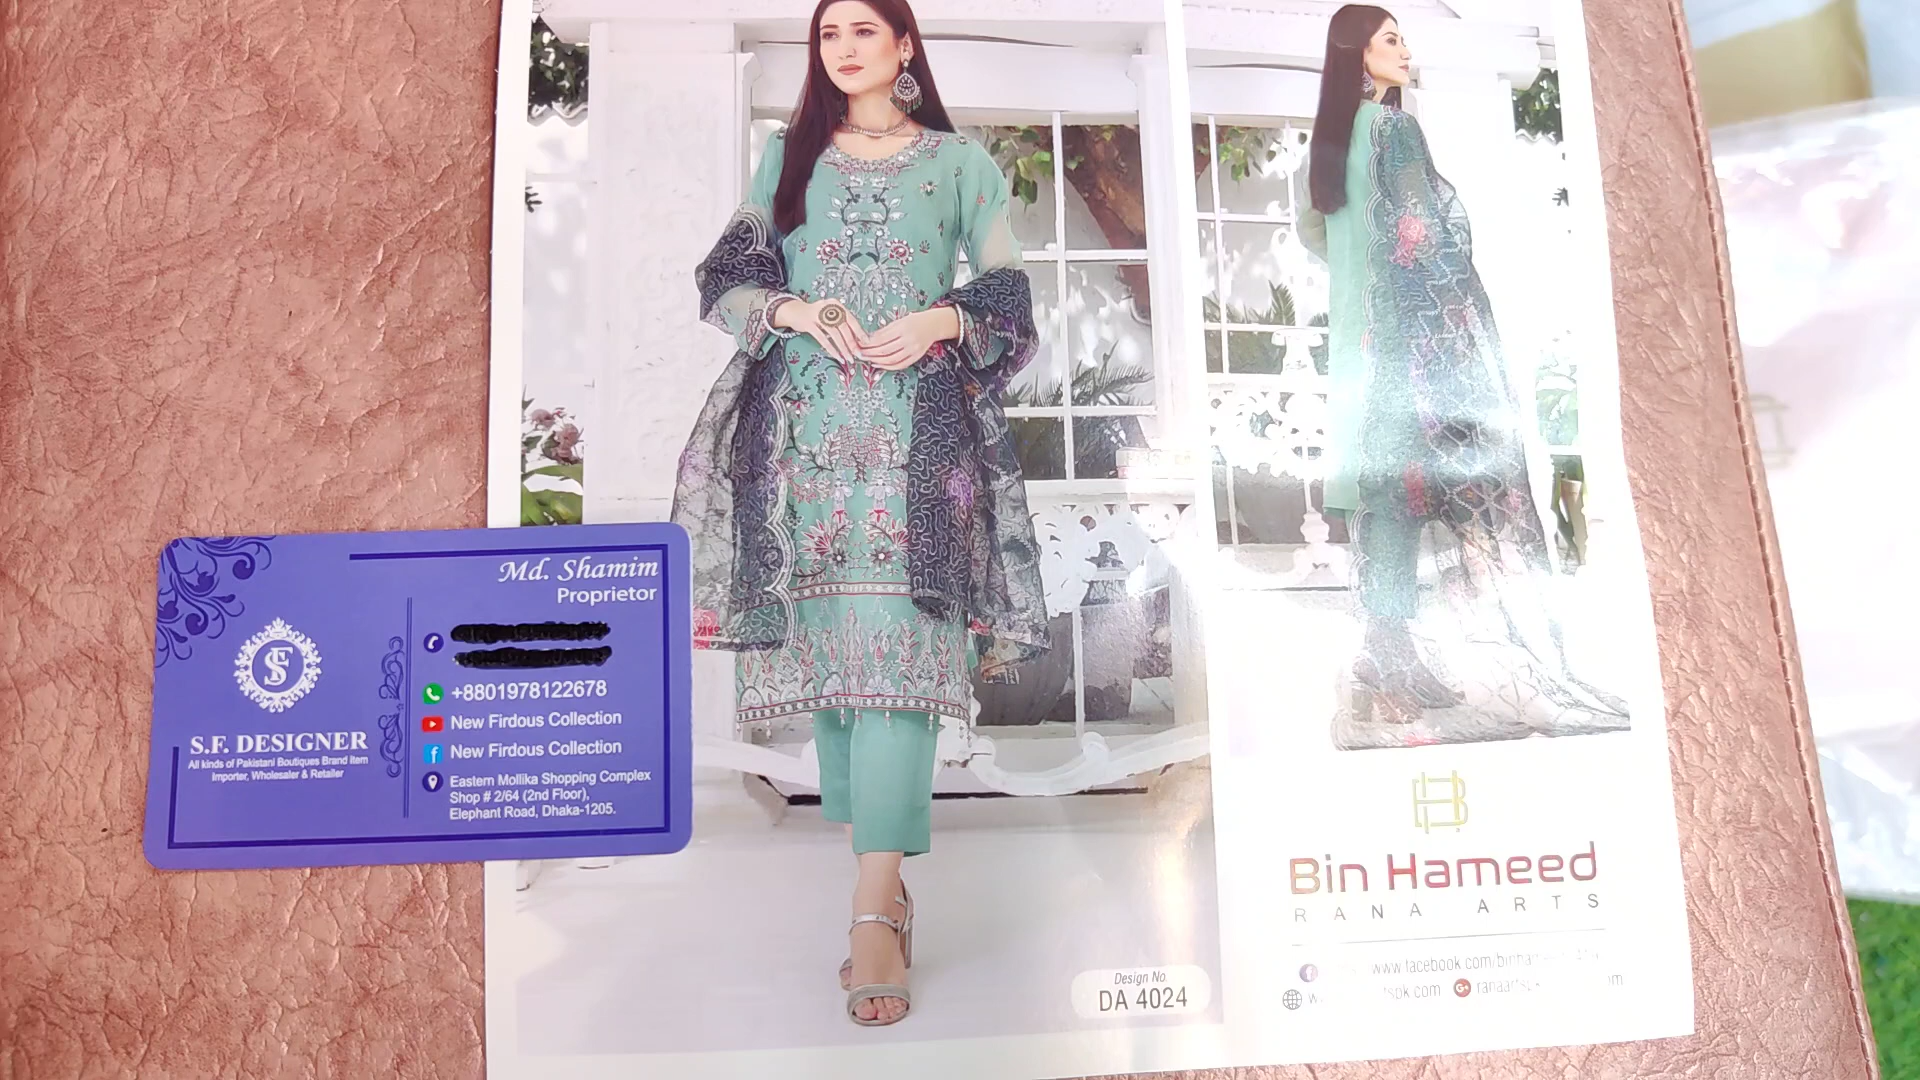 Md. Shamim
Proprietor
SF
S.F. DESIGNER
All kinds of Pakistani Boutiques Brand Item
Importer, Wholesaler & Retailer
+8801978122678
New Firdous Collection
New Firdous Collection
Eastern Mollika Shopping Complex
Shop # 2/64 (2nd Floor),
Elephant Road, Dhaka-1205.
Design No
DA 4024
Bin Hameed
RANA ARTS